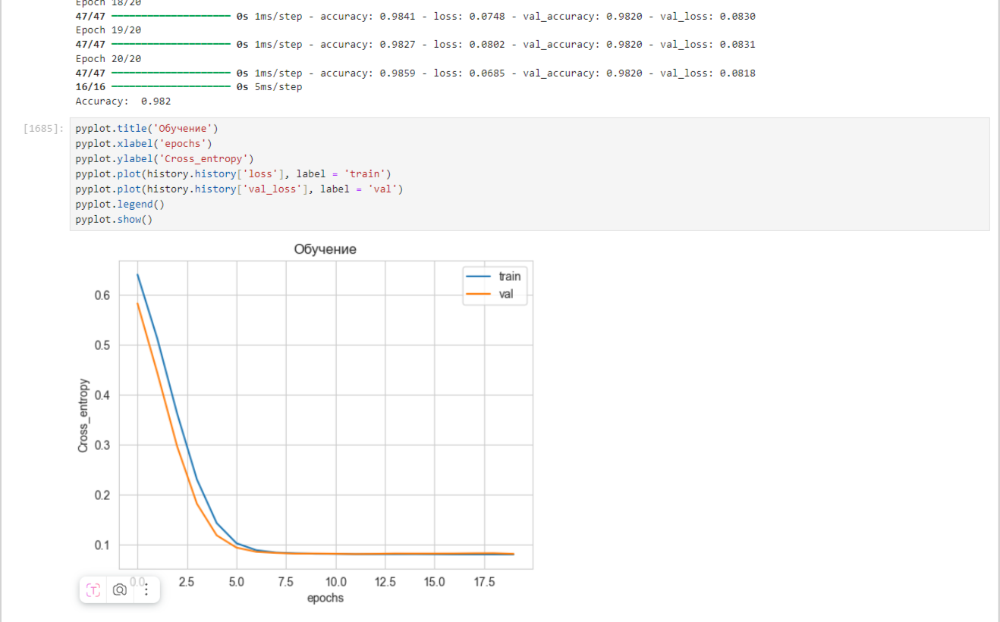 Epoch 18/20
47/47 ━━━━━━━━━━━━━━━━━━━━ 0s 1ms/step - accuracy: 0.9841 - loss: 0.0748 - val_accuracy: 0.9820 - val_loss: 0.0830
Epoch 19/20
47/47 ━━━━━━━━━━━━━━━━━━━━ 0s 1ms/step - accuracy: 0.9827 - loss: 0.0802 - val_accuracy: 0.9820 - val_loss: 0.0831
Epoch 20/20
47/47 ━━━━━━━━━━━━━━━━━━━━ 0s 1ms/step - accuracy: 0.9859 - loss: 0.0685 - val_accuracy: 0.9820 - val_loss: 0.0818
16/16 ━━━━━━━━━━━━━━━━━━━━ 0s 5ms/step
Accuracy:  0.982
[1685]:
pyplot.title('Обучение')
pyplot.xlabel('epochs')
pyplot.ylabel('Cross_entropy')
pyplot.plot(history.history['loss'], label = 'train')
pyplot.plot(history.history['val_loss'], label = 'val')
pyplot.legend()
pyplot.show()
Обучение
train
val
0.6
0.5
0.4
0.3
0.2
0.1
Cross_entropy
0.0 2.5 5.0 7.5 10.0 12.5 15.0 17.5
epochs
T